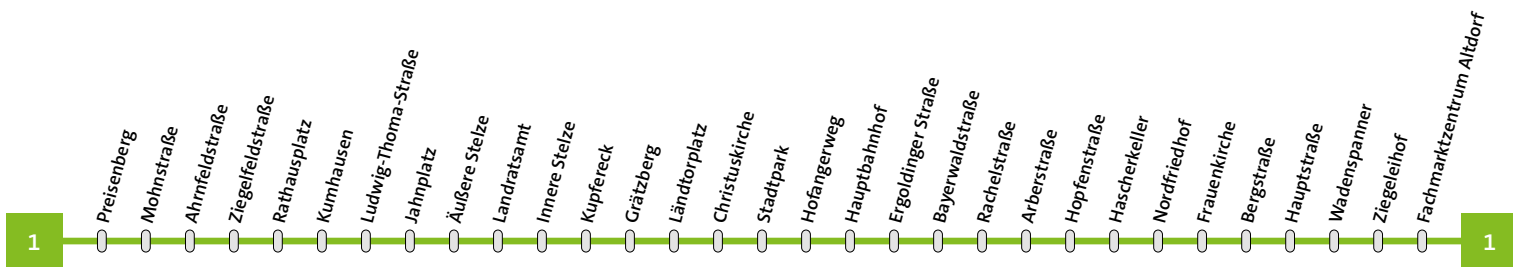 1
Preisenberg
Mohnstraße
Ahrnfeldstraße
Ziegelfeldstraße
Rathausplatz
Kumhausen
Ludwig-Thoma-Straße
Jahnplatz
Äußere Stelze
Landratsamt
Innere Stelze
Kupfereck
Grätzberg
Ländtorplatz
Christuskirche
Stadtpark
Hofangerweg
Hauptbahnhof
Ergoldinger Straße
Bayerwaldstraße
Rachelstraße
Arberstraße
Hopfenstraße
Hascherkeller
Nordfriedhof
Frauenkirche
Bergstraße
Hauptstraße
Wadenspanner
Ziegeleihof
Fachmarktzentrum Altdorf
1